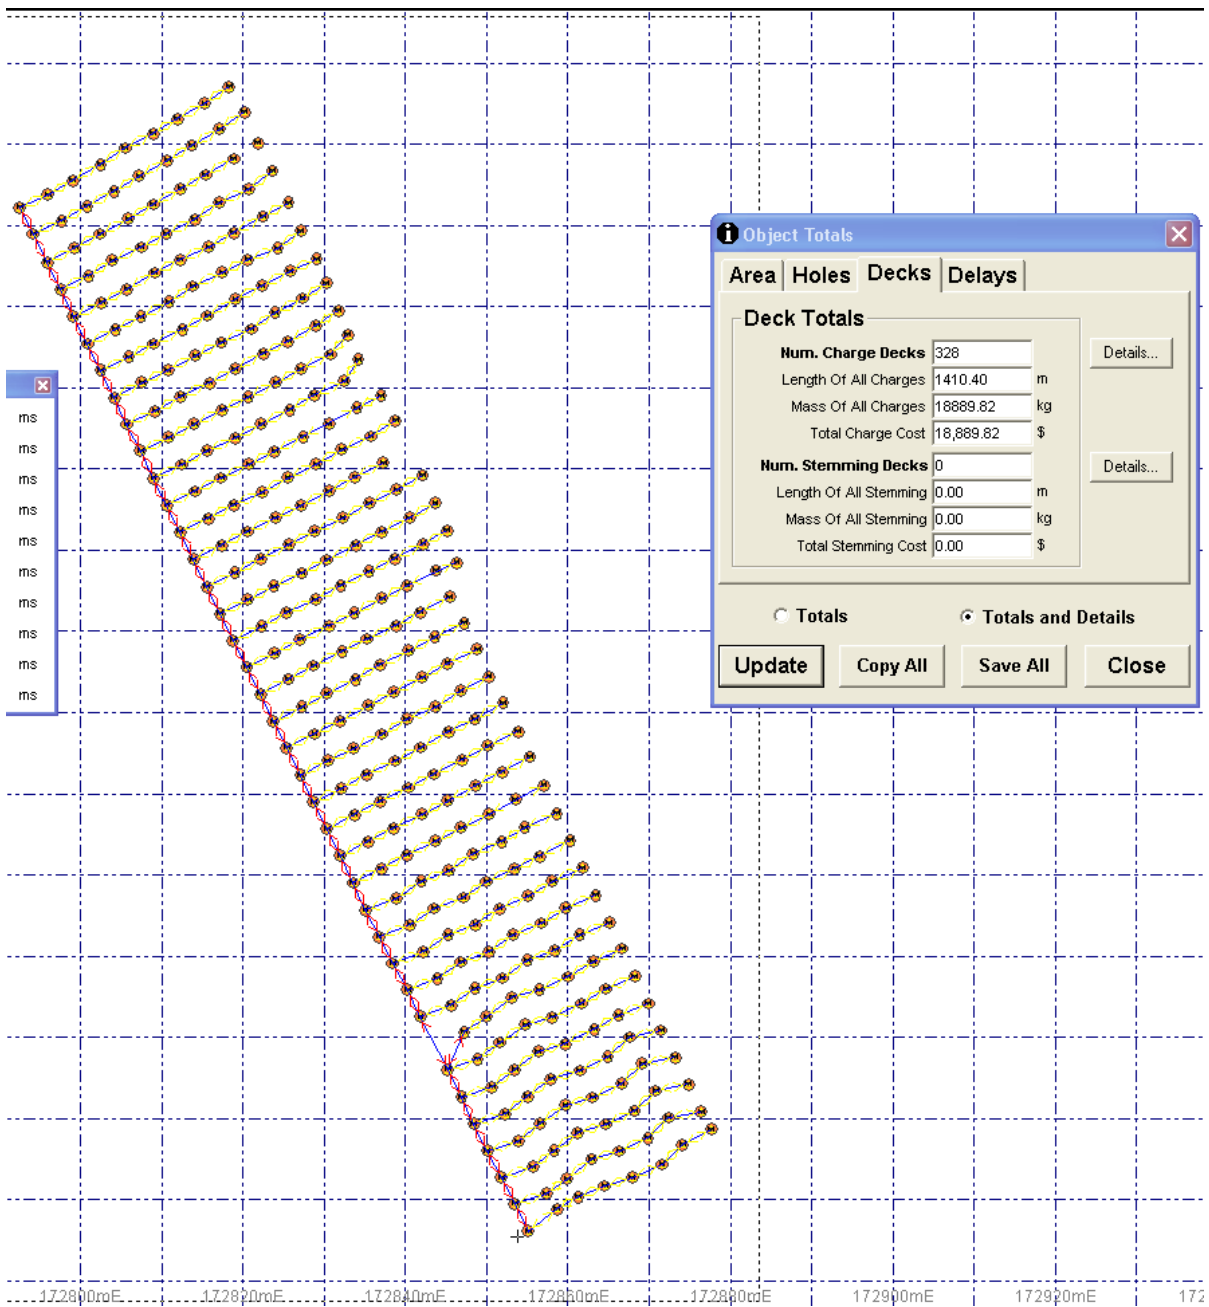 Object Totals
Area Holes Decks Delays
Deck Totals
Num. Charge Decks 328 Details...
Length Of All Charges 1410.40 m
Mass Of All Charges 18889.82 kg
Total Charge Cost 18,889.82 $
Num. Stemming Decks 0 Details...
Length Of All Stemming 0.00 m
Mass Of All Stemming 0.00 kg
Total Stemming Cost 0.00 $
Totals Totals and Details
Update Copy All Save All Close
ms
ms
ms
ms
ms
ms
ms
ms
ms
ms
172800mE 172820mE 172840mE 172860mE 172880mE 172900mE 172920mE 172